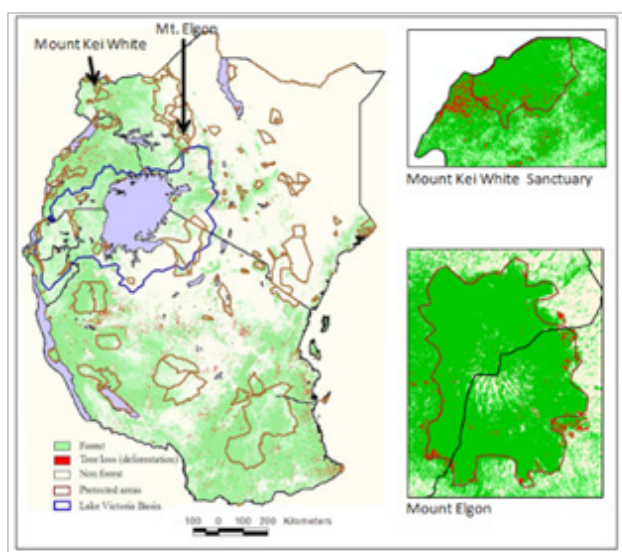 Mt. Elgon
Mount Kei White
Mount Kei White Sanctuary
Forest
Tree loss (deforestation)
Non forest
Protected areas
Lake Victoria Basin
100 0 100 200 Kilometers
Mount Elgon